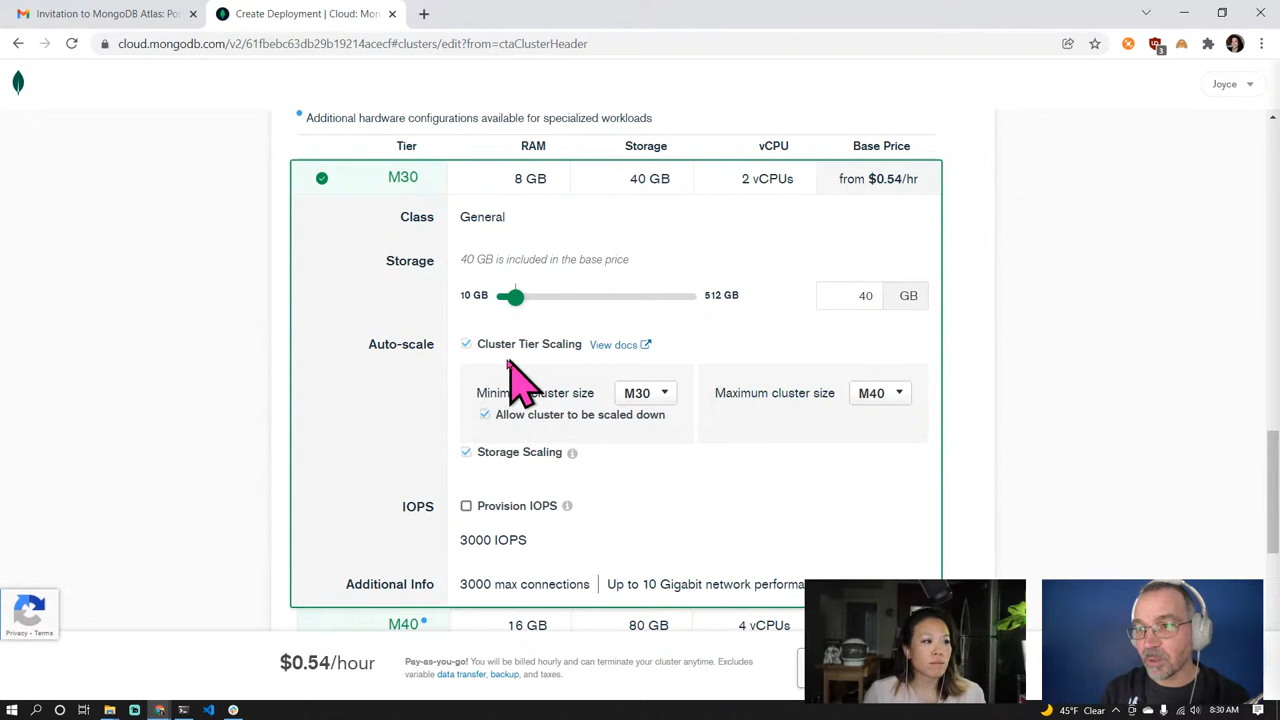 Invitation to MongoDB Atlas: Pos
Create Deployment | Cloud: Mon
cloud.mongodb.com/v2/61fbebc63db29b19214acecf#clusters/edit?from=ctaClusterHeader
3
Joyce
Additional hardware configurations available for specialized workloads
Tier RAM Storage vCPU Base Price
M30 8 GB 40 GB 2 vCPUs from $0.54/hr
Class General
Storage 40 GB is included in the base price
10 GB 512 GB 40 GB
Auto-scale Cluster Tier Scaling View docs
Minim cluster size M30 Maximum cluster size M40
Allow cluster to be scaled down
Storage Scaling
IOPS Provision IOPS
3000 IOPS
Additional Info 3000 max connections Up to 10 Gigabit network performa
M40 16 GB 80 GB 4 vCPUs
Privacy - Terms
$0.54/hour
Pay-as-you-go! You will be billed hourly and can terminate your cluster anytime. Excludes
variable data transfer, backup, and taxes.
45°F Clear 8:30 AM